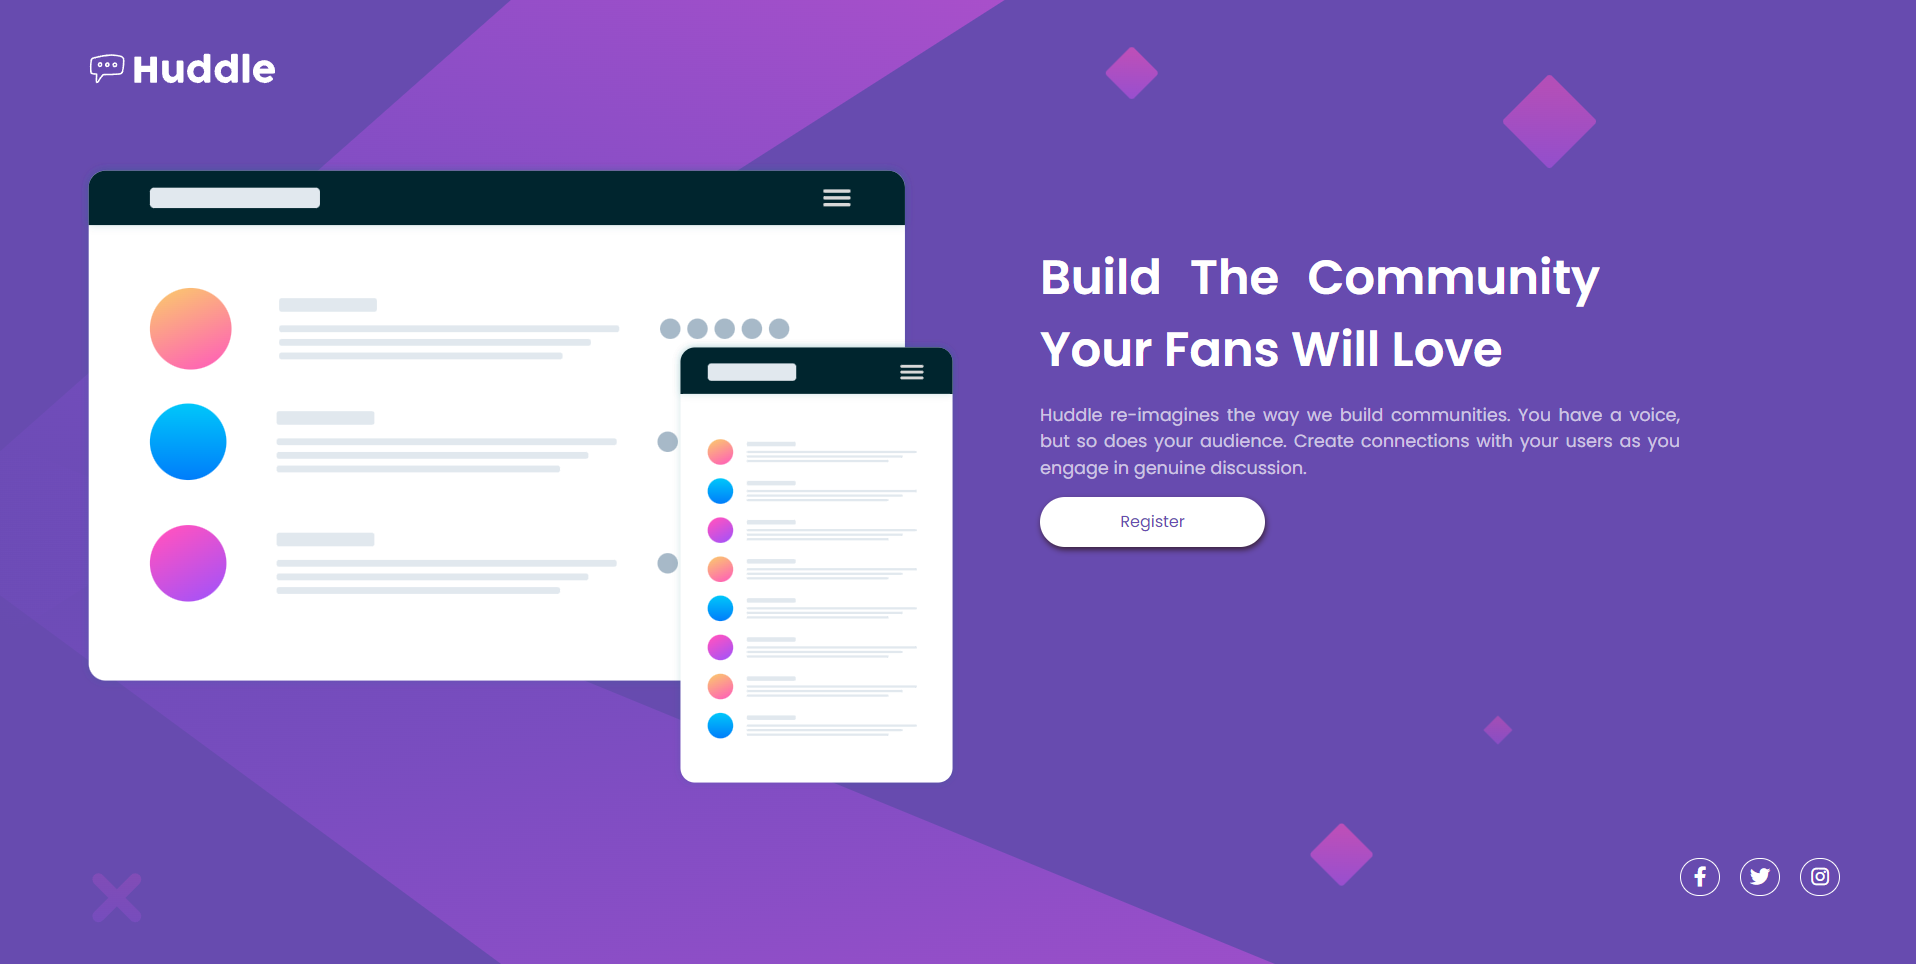 Huddle
Build The Community
Your Fans Will Love
Huddle re-imagines the way we build communities. You have a voice,
but so does your audience. Create connections with your users as you
engage in genuine discussion.
Register